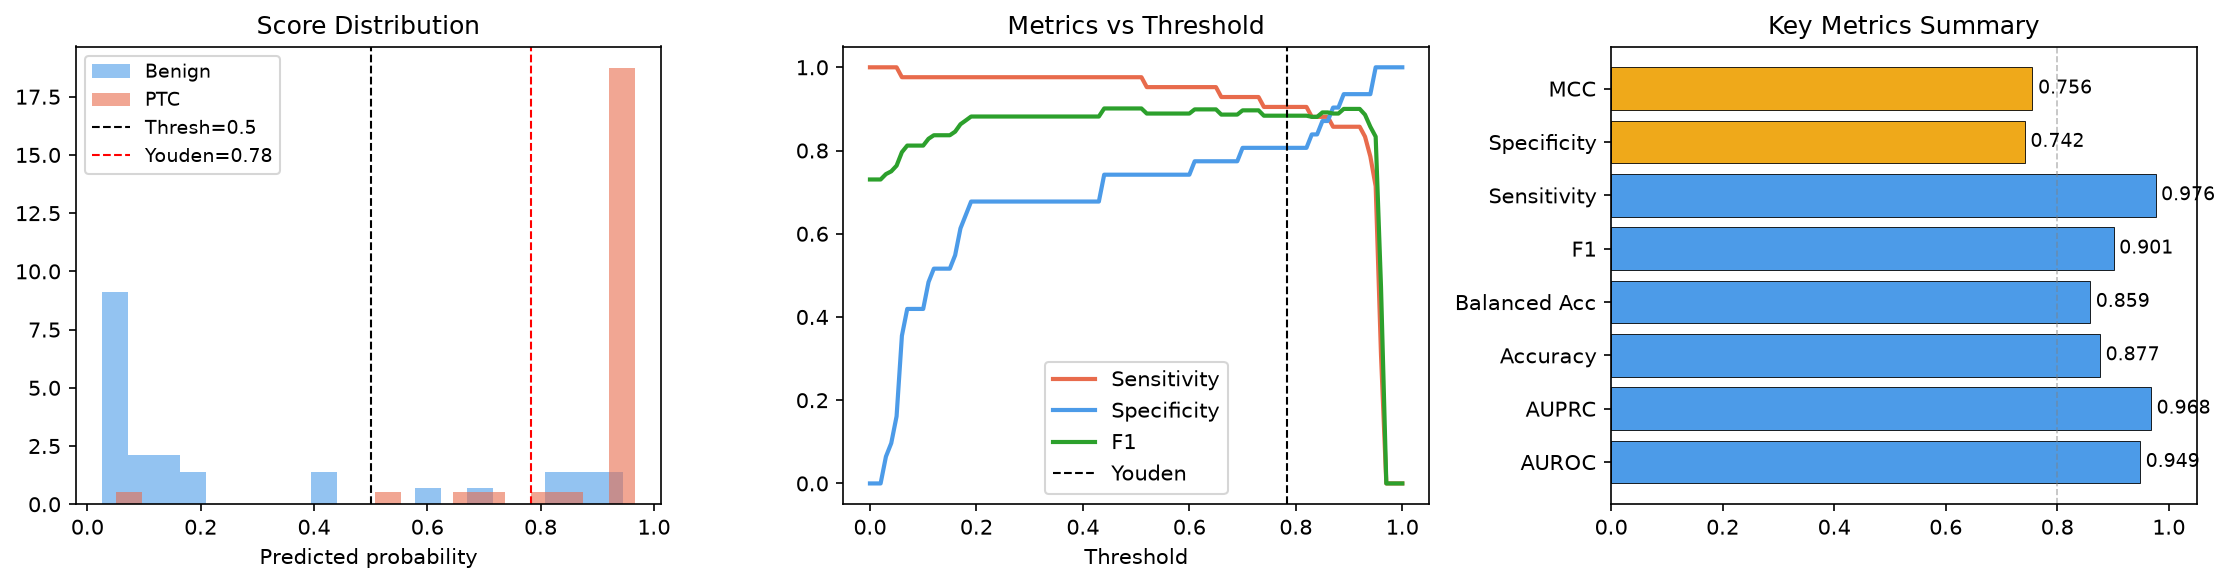 Score Distribution
Benign
PTC
Thresh=0.5
Youden=0.78
17.5
15.0
12.5
10.0
7.5
5.0
2.5
0.0
0.0 0.2 0.4 0.6 0.8 1.0
Predicted probability
Metrics vs Threshold
1.0
0.8
0.6
0.4
0.2
0.0
Sensitivity
Specificity
F1
Youden
0.0 0.2 0.4 0.6 0.8 1.0
Threshold
Key Metrics Summary
MCC 0.756
Specificity 0.742
Sensitivity 0.976
F1 0.901
Balanced Acc 0.859
Accuracy 0.877
AUPRC 0.968
AUROC 0.949
0.0 0.2 0.4 0.6 0.8 1.0